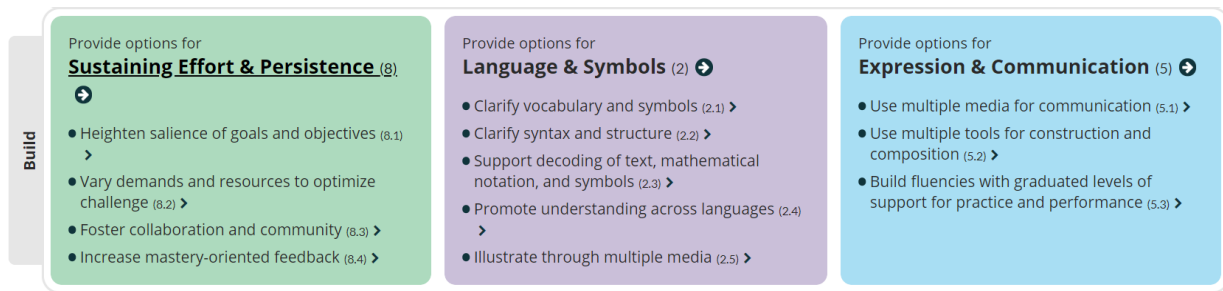 Build
Provide options for
Sustaining Effort & Persistence (8)
• Heighten salience of goals and objectives (8.1)
• Vary demands and resources to optimize
challenge (8.2)
• Foster collaboration and community (8.3)
• Increase mastery-oriented feedback (8.4)
Provide options for
Language & Symbols (2)
• Clarify vocabulary and symbols (2.1)
• Clarify syntax and structure (2.2)
• Support decoding of text, mathematical
notation, and symbols (2.3)
• Promote understanding across languages (2.4)
• Illustrate through multiple media (2.5)
Provide options for
Expression & Communication (5)
• Use multiple media for communication (5.1)
• Use multiple tools for construction and
composition (5.2)
• Build fluencies with graduated levels of
support for practice and performance (5.3)